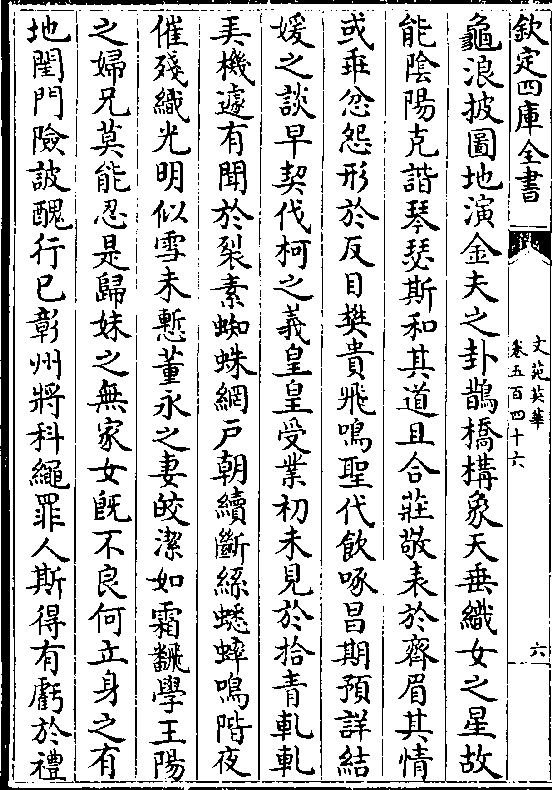 欽定四庫全書
文苑英華
卷五百四十六
六
龜浪披圖地演金夫之卦鵲橋構象天垂織女之星故
能陰陽克諧琴瑟斯和其道且合莊敬表於齊眉其情
或乖忿怨形於反目樊貴飛鳴聖代飲啄昌期預詳結
媛之談早契伐柯之義皇皇受業初未見於拾青軋軋
弄機遽有聞於裂素蜘蛛網戸朝續斷絲蟋蟀鳴階夜
催殘織光明似雪未慙董永之妻皎潔如霜飜學王陽
之婦兄莫能忍是歸妹之無家女旣不良何立身之有
地閨門險詖醜行已彰州將科繩罪人斯得有虧於禮